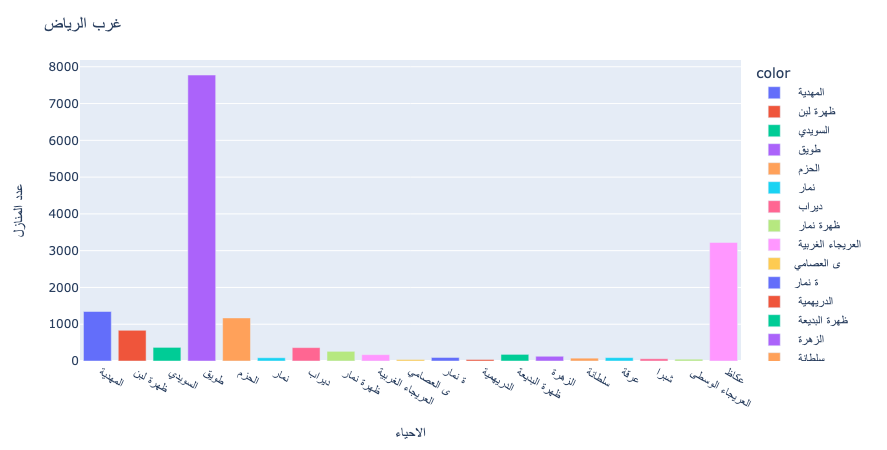 غرب الرياض
8000
7000
6000
5000
4000
3000
2000
1000
0
عدد المنازل
المهدية
ظهرة لبن
السويدي
طويق
الحزم
نمار
ديراب
ظهرة نمار
العريجاء الغربية
ى العصامي
ة نمار
الدريهمية
ظهرة البديعة
الزهرة
سلطانة
عرقة
شبرا
العريجاء الوسطى
عكاظ
الاحياء
color
المهدية
ظهرة لبن
السويدي
طويق
الحزم
نمار
ديراب
ظهرة نمار
العريجاء الغربية
ى العصامي
ة نمار
الدريهمية
ظهرة البديعة
الزهرة
سلطانة